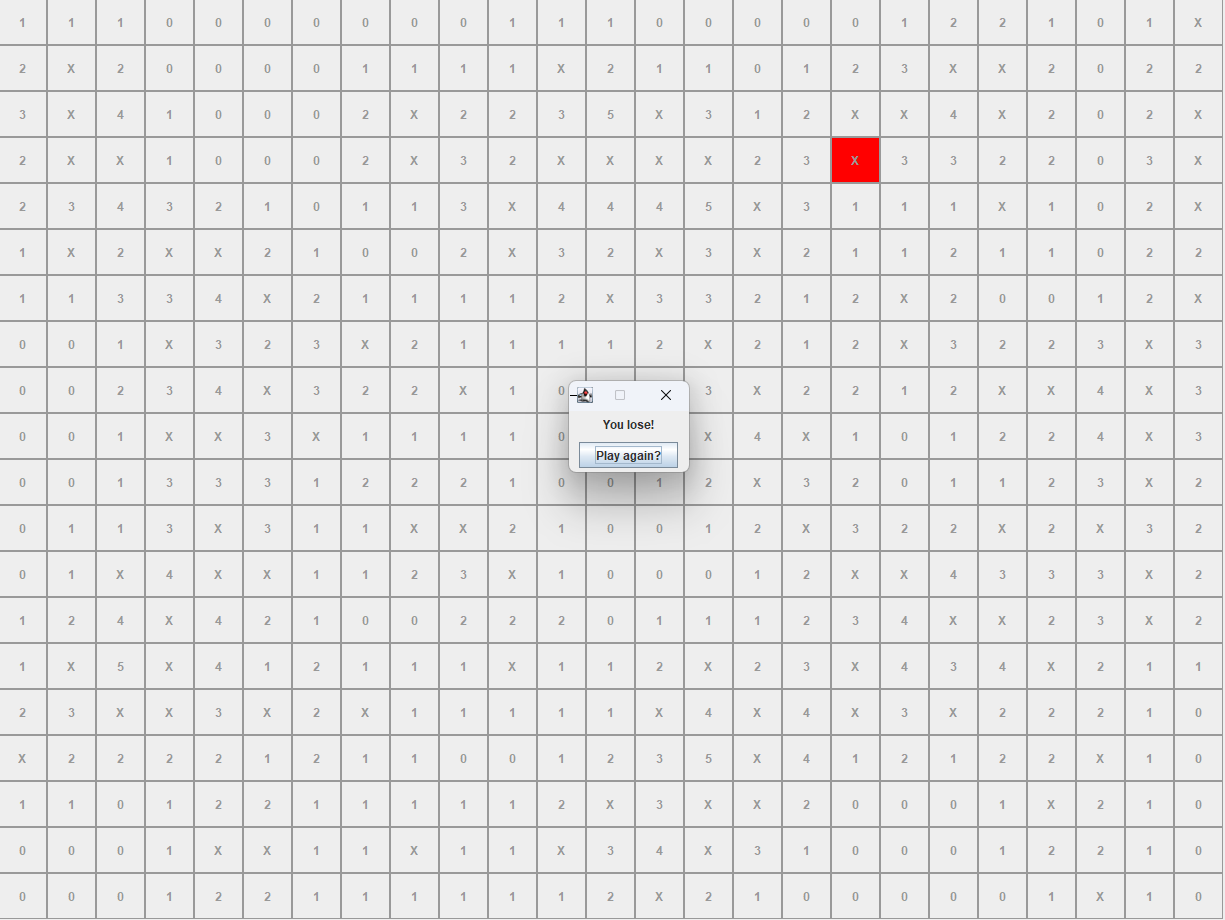 1 1 1 0 0 0 0 0 0 0 1 1 1 0 0 0 0 0 1 2 2 1 0 1 X
2 X 2 0 0 0 0 1 1 1 1 X 2 1 1 0 1 2 3 X X 2 0 2 2
3 X 4 1 0 0 0 2 X 2 2 3 5 X 3 1 2 X X 4 X 2 0 2 X
2 X X 1 0 0 0 2 X 3 2 X X X X 2 3 X 3 3 2 2 0 3 X
2 3 4 3 2 1 0 1 1 3 X 4 4 4 5 X 3 1 1 1 X 1 0 2 X
1 X 2 X X 2 1 0 0 2 X 3 2 X 3 X 2 1 1 2 1 1 0 2 2
1 1 3 3 4 X 2 1 1 1 1 2 X 3 3 2 1 2 X 2 0 0 1 2 X
0 0 1 X 3 2 3 X 2 1 1 1 1 2 X 2 1 2 X 3 2 2 3 X 3
0 0 2 3 4 X 3 2 2 X 1 0 3 X 2 2 1 2 X X 4 X 3
You lose!
0 0 1 X X 3 X 1 1 1 1 0 X 4 X 1 0 1 2 2 4 X 3
Play again?
0 0 1 3 3 3 1 2 2 2 1 0 0 1 2 X 3 2 0 1 1 2 3 X 2
0 1 1 3 X 3 1 1 X X 2 1 0 0 1 2 X 3 2 2 X 2 X 3 2
0 1 X 4 X X 1 1 2 3 X 1 0 0 0 1 2 X X 4 3 3 3 X 2
1 2 4 X 4 2 1 0 0 2 2 2 0 1 1 1 2 3 4 X X 2 3 X 2
1 X 5 X 4 1 2 1 1 1 X 1 1 2 X 2 3 X 4 3 4 X 2 1 1
2 3 X X 3 X 2 X 1 1 1 1 1 X 4 X 4 X 3 X 2 2 2 1 0
X 2 2 2 2 1 2 1 1 0 0 1 2 3 5 X 4 1 2 1 2 2 X 1 0
1 1 0 1 2 2 1 1 1 1 1 2 X 3 X X 2 0 0 0 1 X 2 1 0
0 0 0 1 X X 1 1 X 1 1 X 3 4 X 3 1 0 0 0 1 2 2 1 0
0 0 0 1 2 2 1 1 1 1 1 1 2 X 2 1 0 0 0 0 0 1 X 1 0